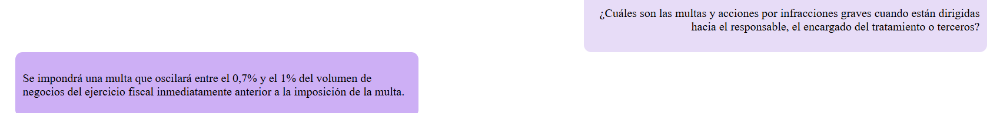 ¿Cuáles son las multas y acciones por infracciones graves cuando están dirigidas
hacia el responsable, el encargado del tratamiento o terceros?
Se impondrá una multa que oscilará entre el 0,7% y el 1% del volumen de
negocios del ejercicio fiscal inmediatamente anterior a la imposición de la multa.